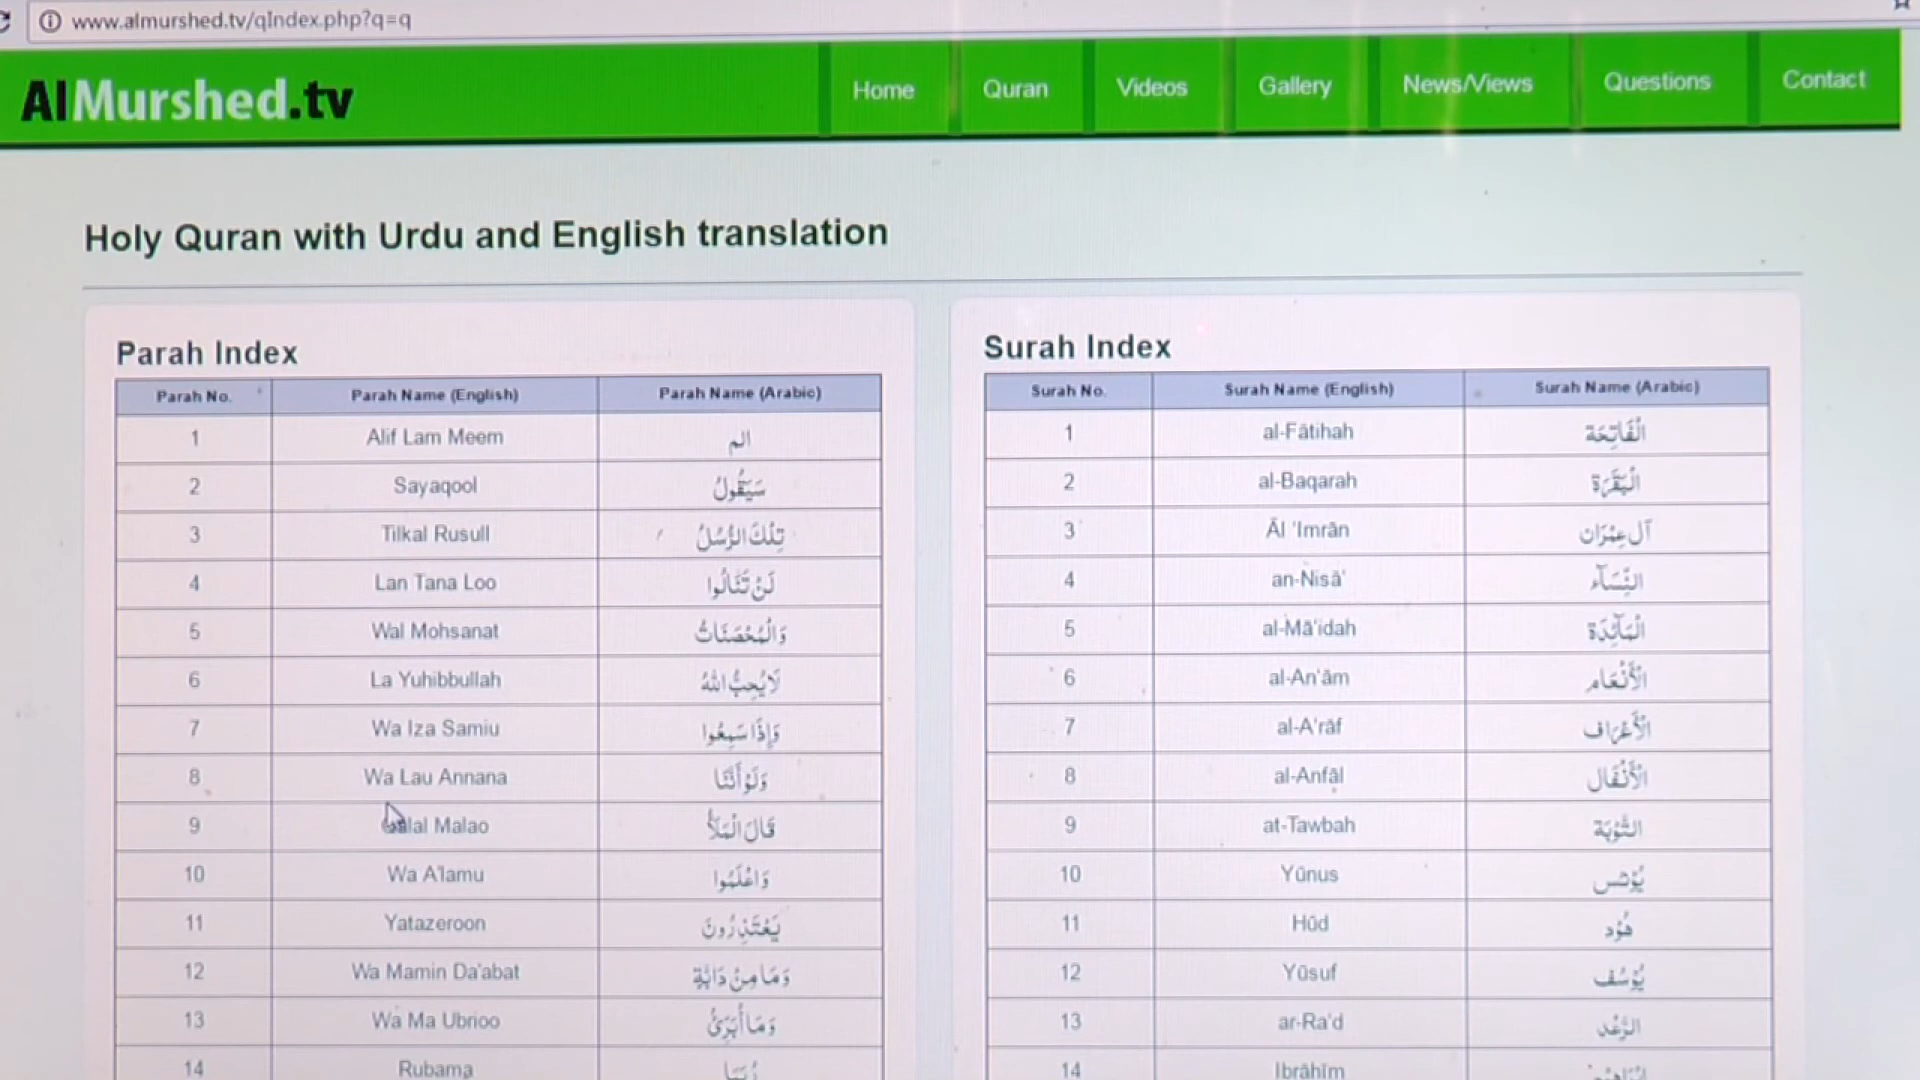 www.almurshed.tv/qIndex.php?q=q
AlMurshed.tv
Home Quran Videos Gallery News/Views Questions Contact
Holy Quran with Urdu and English translation
Parah Index
Parah No. Parah Name (English) Parah Name (Arabic)
1 Alif Lam Meem الم
2 Sayaqool سَيَقُولُ
3 Tilkal Rusull تِلْكَ الرُّسُلُ
4 Lan Tana Loo لَنْ تَنَالُوا
5 Wal Mohsanat وَالْمُحْصَنَاتُ
6 La Yuhibbullah لَا يُحِبُّ اللهُ
7 Wa Iza Samiu وَإِذَا سَمِعُوا
8 Wa Lau Annana وَلَوْ أَنَّنَا
9 Malao قَالَ الْمَلَأُ
10 Wa A'lamu وَاعْلَمُوا
11 Yatazeroon يَعْتَذِرُونَ
12 Wa Mamin Da'abat وَمَا مِنْ دَابَّةٍ
13 Wa Ma Ubrioo وَمَا أُبَرِّئُ
14 Rubama
Surah Index
Surah No. Surah Name (English) Surah Name (Arabic)
1 al-Fātihah الْفَاتِحَة
2 al-Baqarah الْبَقَرَة
3 Āl 'Imrān آل عِمْرَان
4 an-Nisā' النِّسَآء
5 al-Mā'idah الْمَآئِدَة
6 al-An'ām الْأَنْعَام
7 al-A'rāf الْأَعْرَاف
8 al-Anfāl الْأَنْفَال
9 at-Tawbah التَّوْبَة
10 Yūnus يُوْنُس
11 Hūd هُوْد
12 Yūsuf يُوْسُف
13 ar-Ra'd الرَّعْد
14 Ibrāhīm